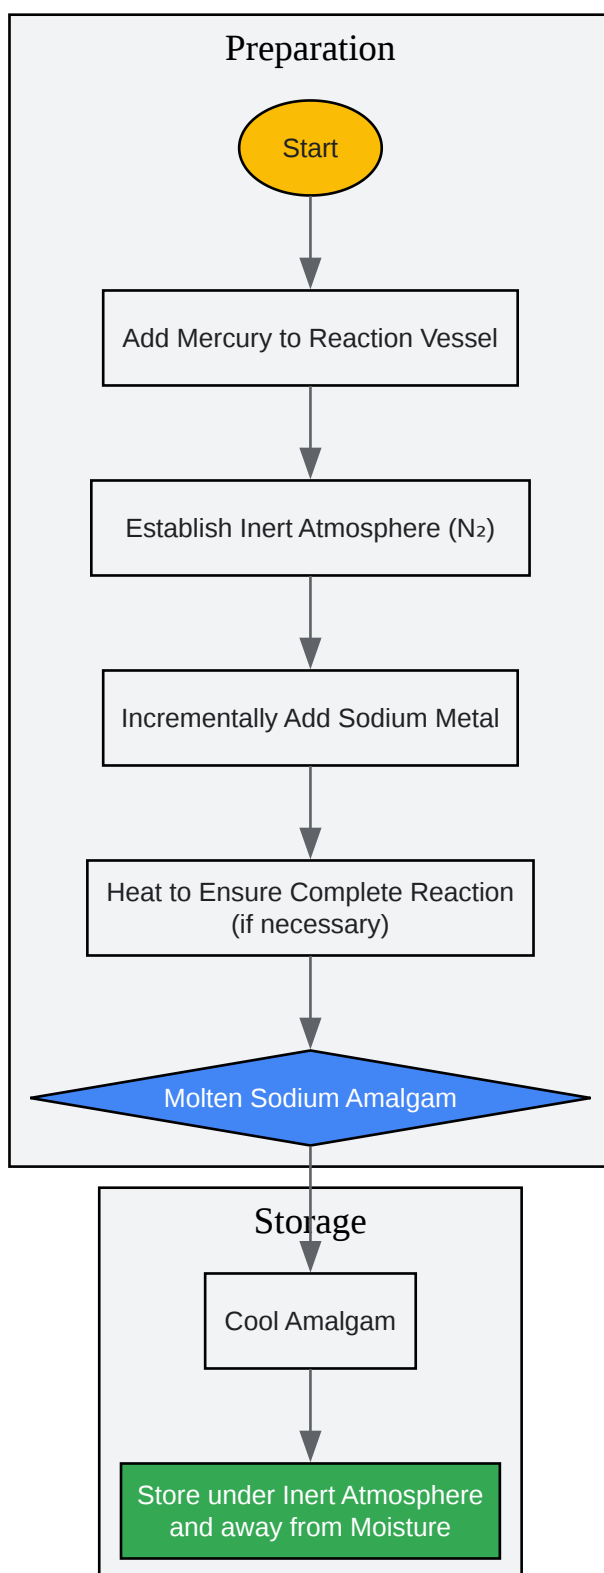 Preparation
Start
Add Mercury to Reaction Vessel
Establish Inert Atmosphere (N₂)
Incrementally Add Sodium Metal
Heat to Ensure Complete Reaction
(if necessary)
Molten Sodium Amalgam
Storage
Cool Amalgam
Store under Inert Atmosphere
and away from Moisture